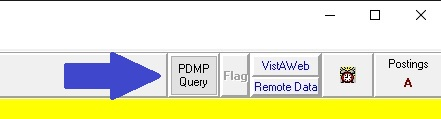 PDMP
Query
Flag
VistAWeb
Remote Data
Postings
A